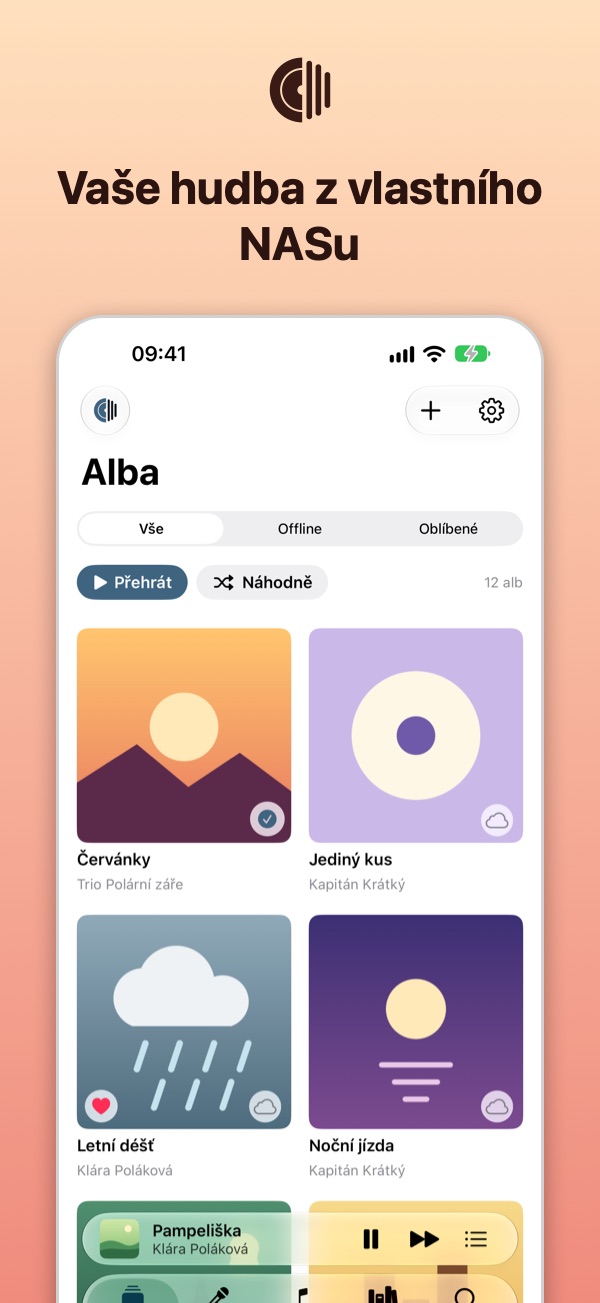 Vaše hudba z vlastního
NASu
09:41
Alba
Vše
Offline
Oblíbené
Přehrát
Náhodně
12 alb
Červánky
Trio Polární záře
Jediný kus
Kapitán Krátký
Letní déšť
Klára Poláková
Noční jízda
Kapitán Krátký
Pampeliška
Klára Poláková